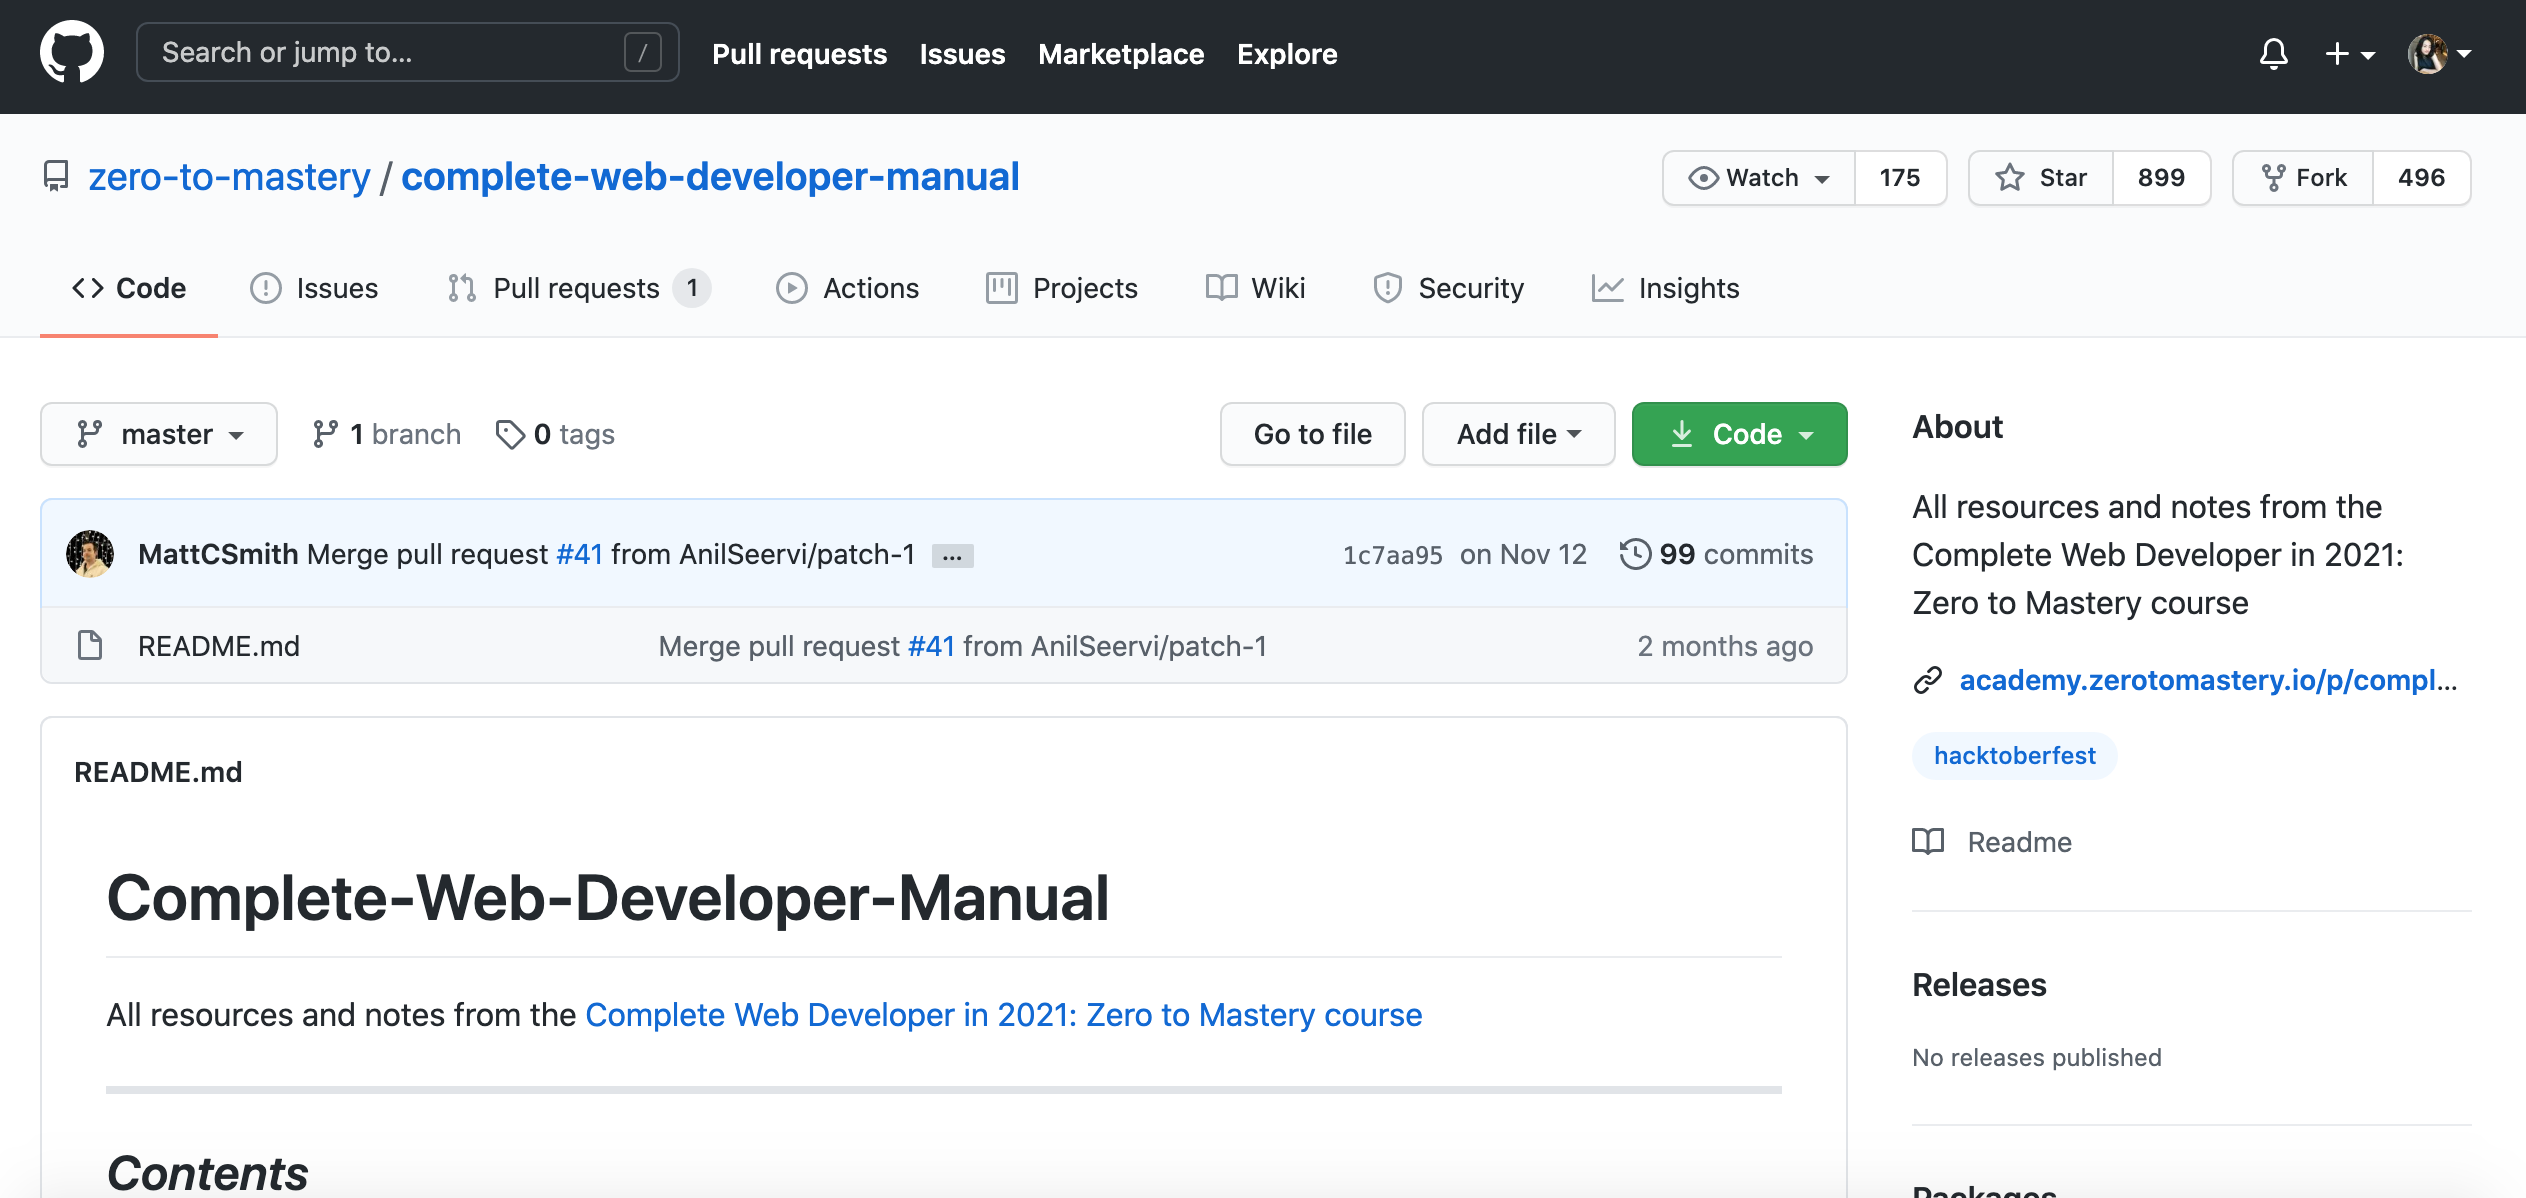 Search or jump to... /
Pull requests Issues Marketplace Explore
zero-to-mastery / complete-web-developer-manual
Watch 175 Star 899 Fork 496
Code Issues Pull requests 1 Actions Projects Wiki Security Insights
master 1 branch 0 tags Go to file Add file Code
MattCSmith Merge pull request #41 from AnilSeervi/patch-1 ... 1c7aa95 on Nov 12 99 commits
README.md Merge pull request #41 from AnilSeervi/patch-1 2 months ago
README.md
Complete-Web-Developer-Manual
All resources and notes from the Complete Web Developer in 2021: Zero to Mastery course
Contents
About
All resources and notes from the
Complete Web Developer in 2021:
Zero to Mastery course
academy.zerotomastery.io/p/compl...
hacktoberfest
Readme
Releases
No releases published
Packages